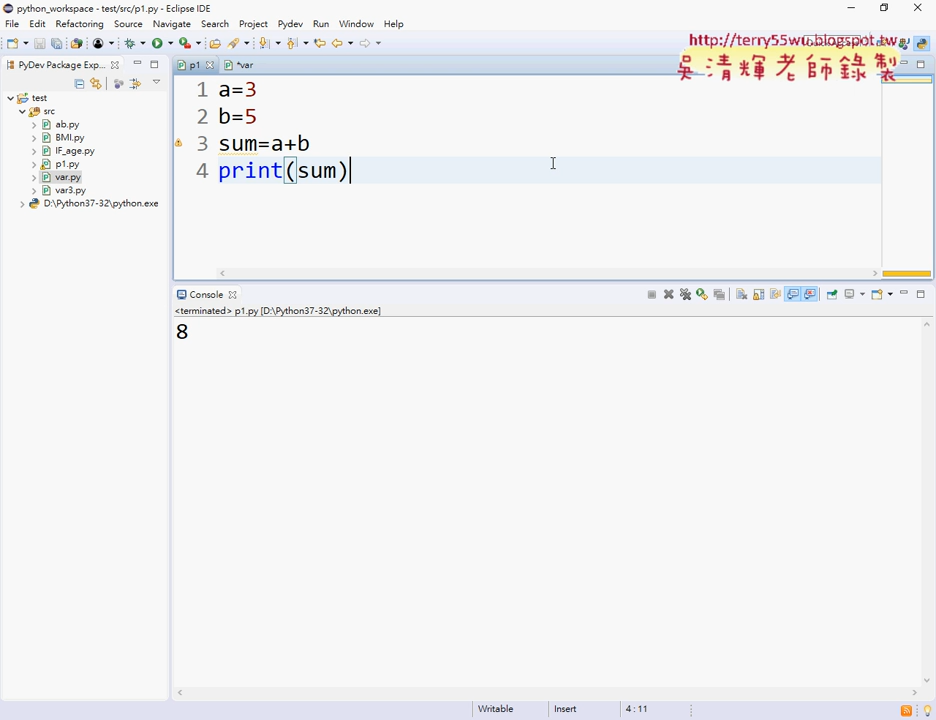 python_workspace - test/src/p1.py - Eclipse IDE
File Edit Refactoring Source Navigate Search Project Pydev Run Window Help
http://terry55wu.blogspot.tw
吳清輝老師錄製
PyDev Package Exp...
p1
*var
test
src
ab.py
BMI.py
IF_age.py
p1.py
var.py
var3.py
D:\Python37-32\python.exe
1 a=3
2 b=5
3 sum=a+b
4 print(sum)
Console
<terminated> p1.py [D:\Python37-32\python.exe]
8
Writable Insert 4 : 11